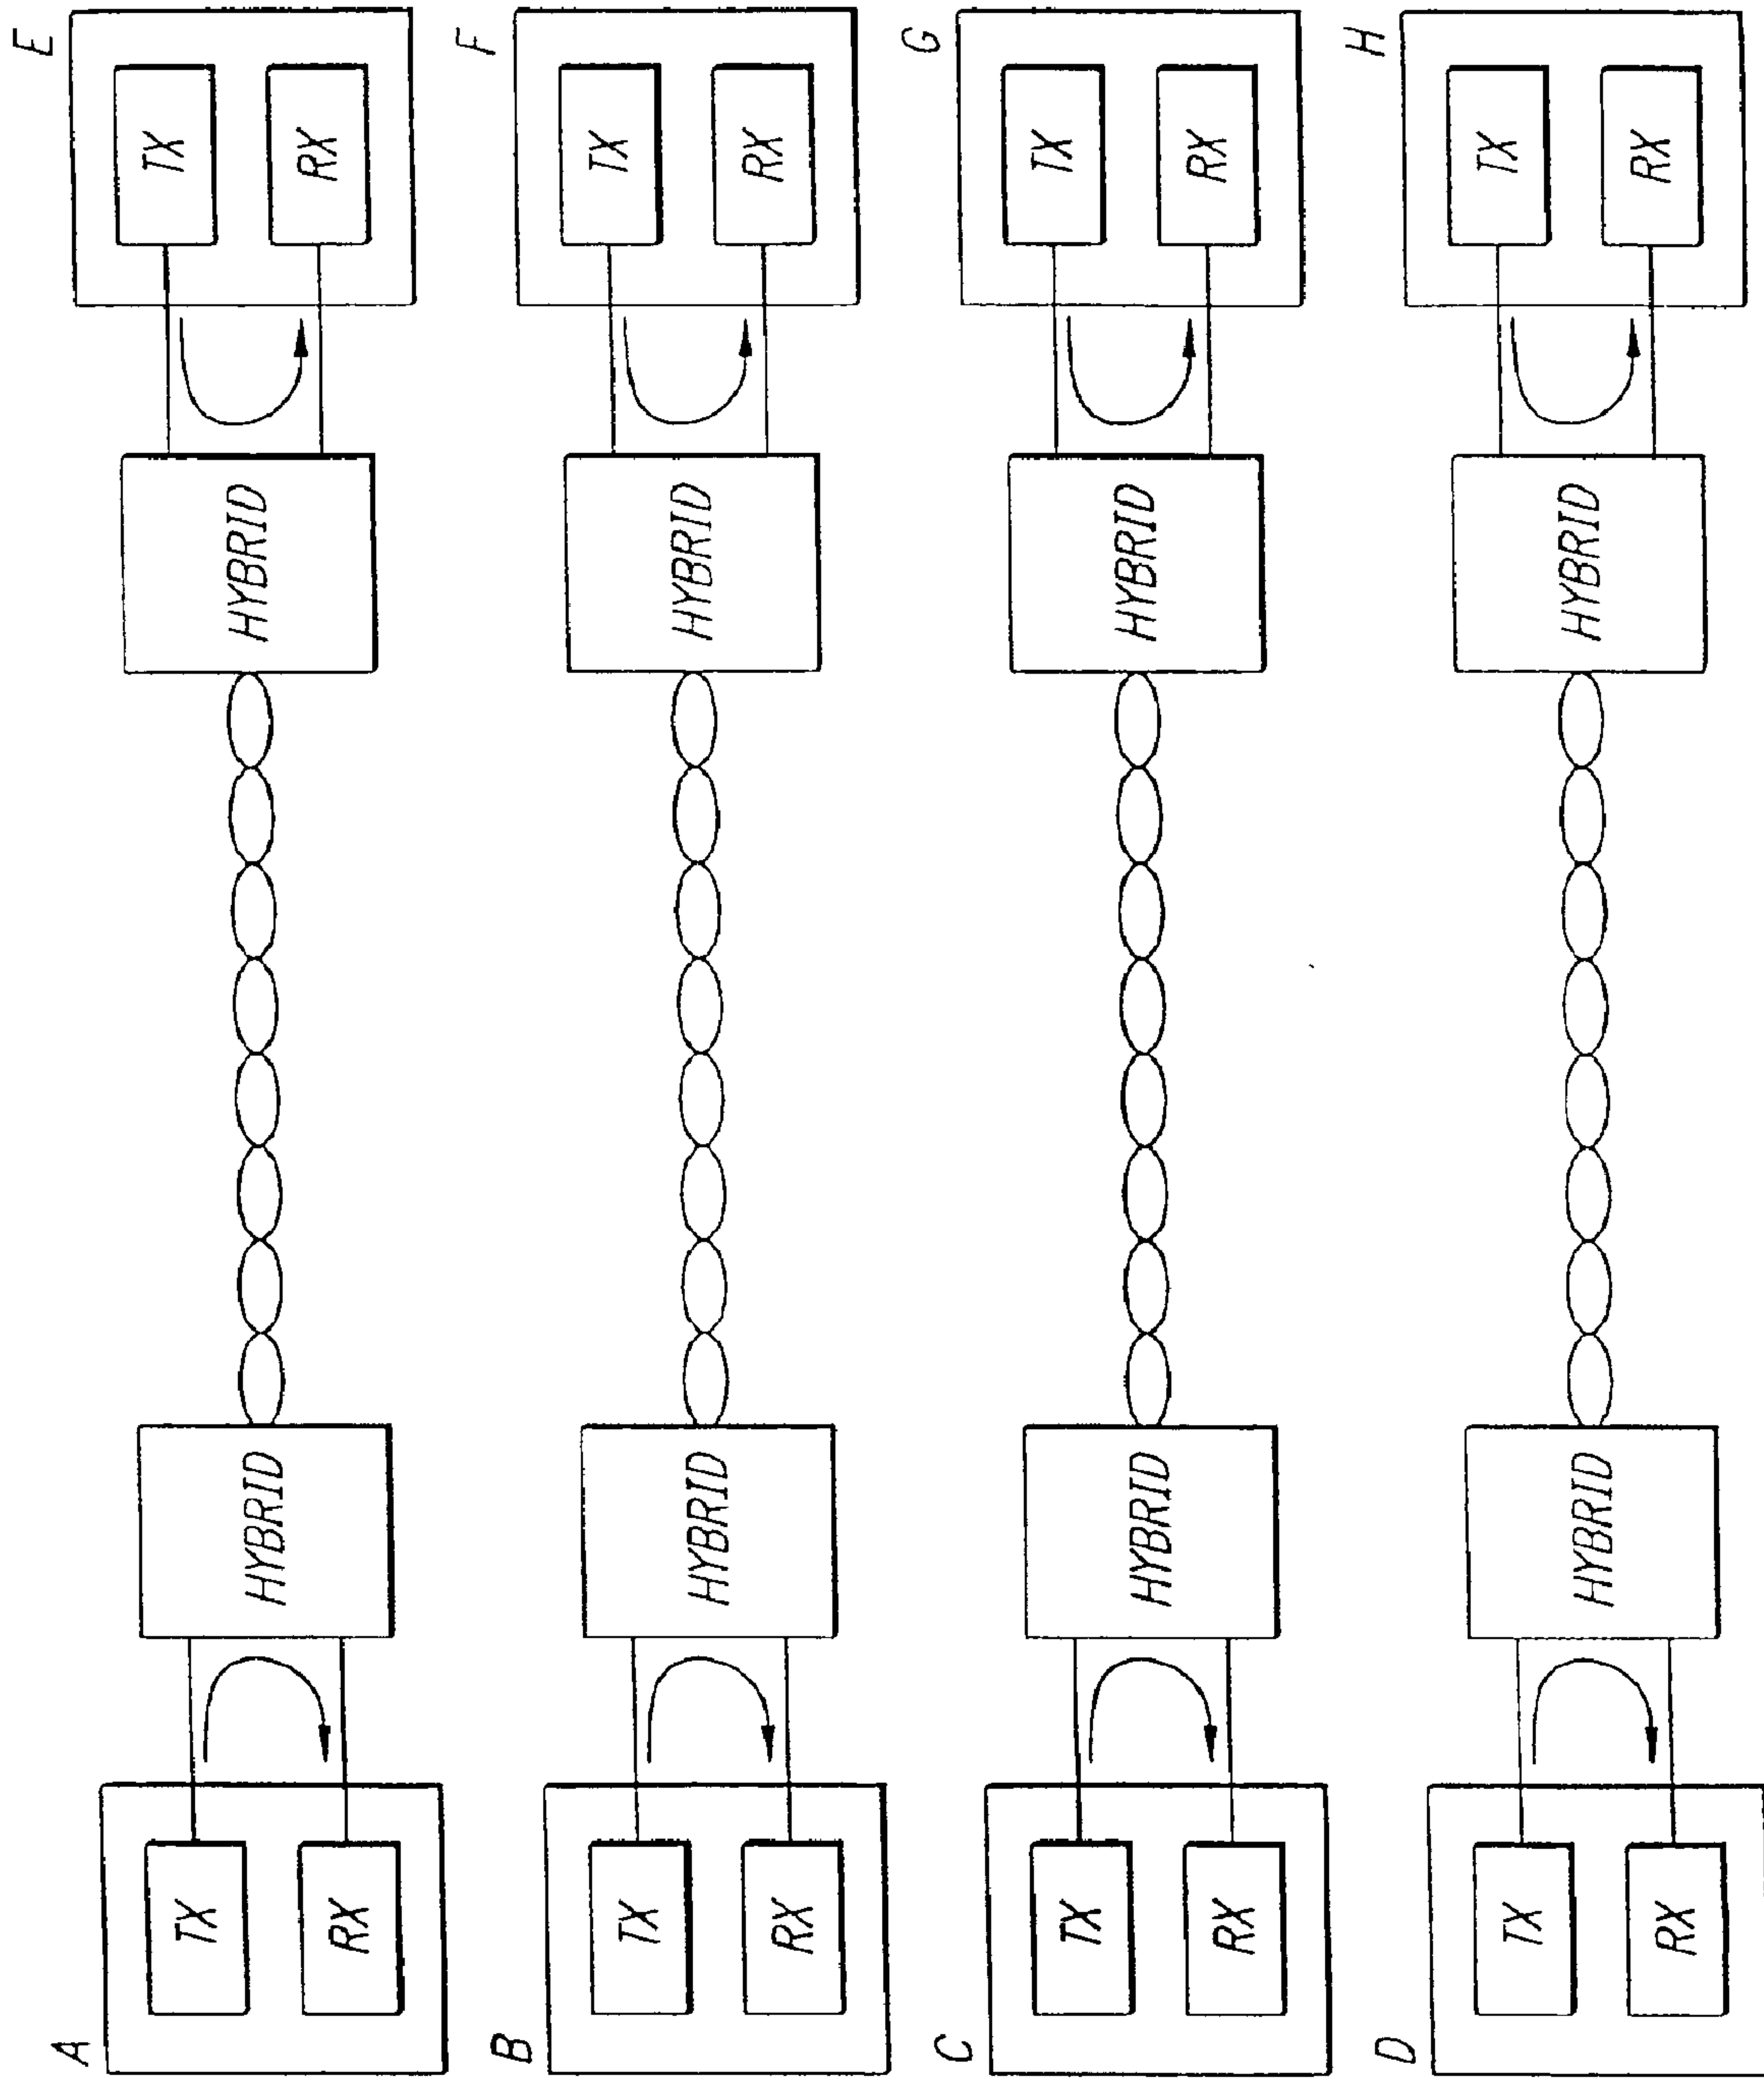 A
TX
RX
HYBRID
HYBRID
E
TX
RX
B
TX
RX
HYBRID
HYBRID
F
TX
RX
C
TX
RX
HYBRID
HYBRID
G
TX
RX
D
TX
RX
HYBRID
HYBRID
H
TX
RX